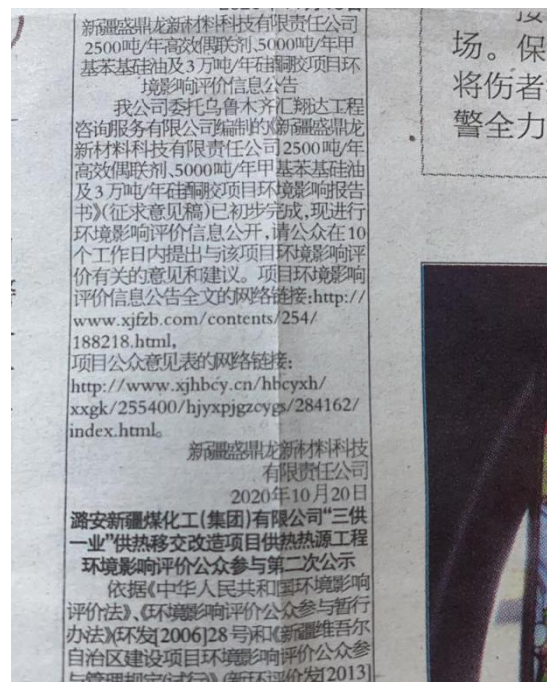 新疆盛鼎龙新材料科技有限责任公司
2500吨/年高效偶联剂、5000吨/年甲
基苯基硅油及3万吨/年硅酮胶项目环
境影响评价信息公告
我公司委托乌鲁木齐汇翔达工程
咨询服务有限公司编制的《新疆盛鼎龙
新材料科技有限责任公司2500吨/年
高效偶联剂、5000吨/年甲基苯基硅油
及3万吨/年硅酮胶项目环境影响报告
书》(征求意见稿)已初步完成,现进行
环境影响评价信息公开,请公众在10
个工作日内提出与该项目环境影响评
价有关的意见和建议。项目环境影响
评价信息公告全文的网络链接:http://
www.xjfzb.com/contents/254/
188218.html,
项目公众意见表的网络链接:
http://www.xjhbcy.cn/hbcyxh/
xxgk/255400/hjyxpjgzcygs/284162/
index.html。
新疆盛鼎龙新材料科技
有限责任公司
2020年10月20日
潞安新疆煤化工(集团)有限公司“三供
一业”供热移交改造项目供热热源工程
环境影响评价公众参与第二次公示
依据《中华人民共和国环境影响
评价法》、《环境影响评价公众参与暂行
办法》(环发[2006]28号)和《新疆维吾尔
自治区建设项目环境影响评价公众参
与管理规定(试行)》(新环评价发[2013]
场。保
将伤者
警全力